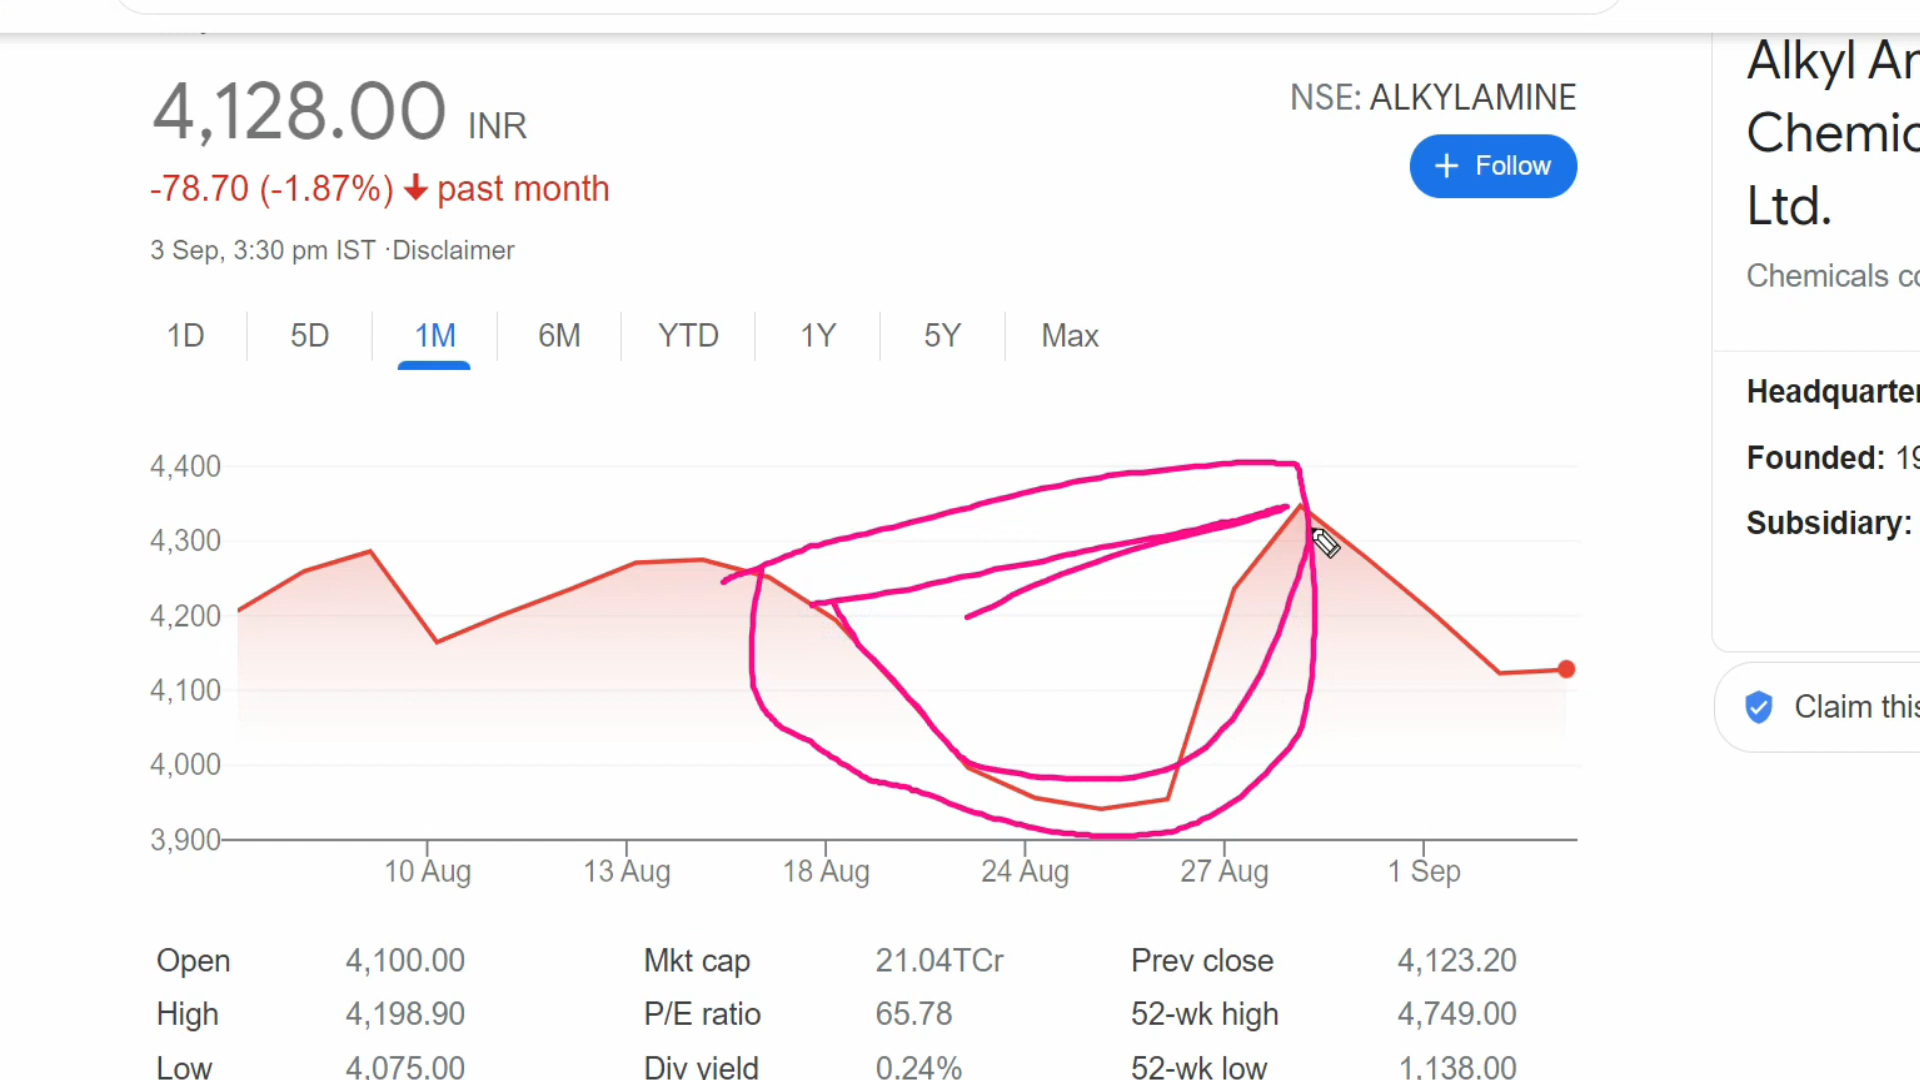 4,128.00 INR
NSE: ALKYLAMINE
-78.70 (-1.87%) past month
+ Follow
3 Sep, 3:30 pm IST · Disclaimer
1D 5D 1M 6M YTD 1Y 5Y Max
4,400
4,300
4,200
4,100
4,000
3,900
10 Aug 13 Aug 18 Aug 24 Aug 27 Aug 1 Sep
Open 4,100.00 Mkt cap 21.04TCr Prev close 4,123.20
High 4,198.90 P/E ratio 65.78 52-wk high 4,749.00
Low 4,075.00 Div yield 0.24% 52-wk low 1,138.00
Alkyl Am
Chemic
Ltd.
Chemicals co
Headquarter
Founded: 19
Subsidiary:
Claim this